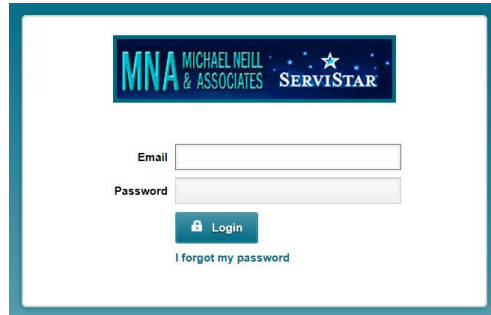 MNA MICHAEL NEILL & ASSOCIATES SERVISTAR
Email
Password
Login
I forgot my password